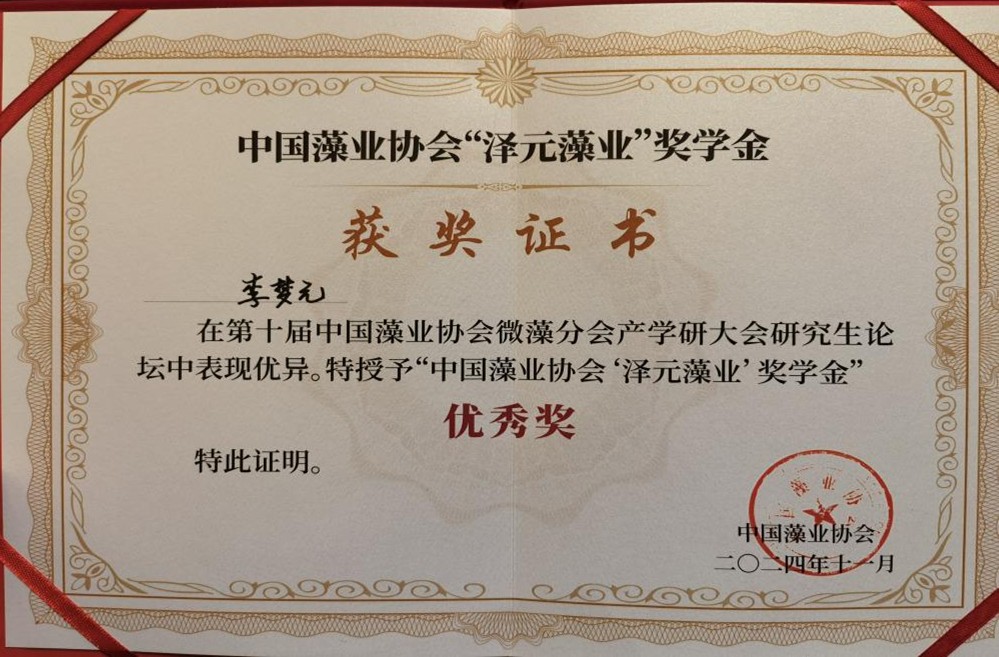 中国藻业协会“泽元藻业”奖学金
获奖证书
李梦元
在第十届中国藻业协会微藻分会产学研大会研究生论
坛中表现优异。特授予“中国藻业协会‘泽元藻业’奖学金”
优秀奖
特此证明。
藻业协
中国藻业协会
二〇二四年十一月